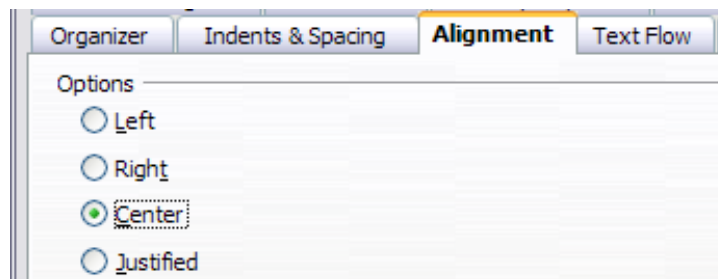 Organizer Indents & Spacing Alignment Text Flow
Options
Left
Right
Center
Justified